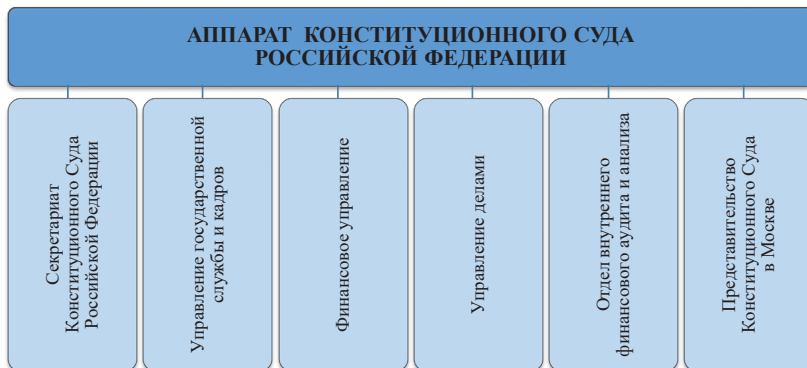 АППАРАТ КОНСТИТУЦИОННОГО СУДА
РОССИЙСКОЙ ФЕДЕРАЦИИ
Секретариат
Конституционного Суда
Российской Федерации
Управление государственной
службы и кадров
Финансовое управление
Управление делами
Отдел внутреннего
финансового аудита и анализа
Представительство
Конституционного Суда
в Москве